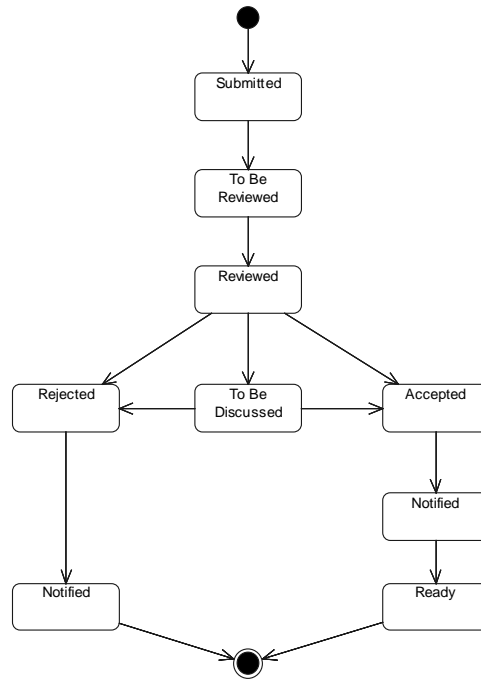 Submitted
To Be
Reviewed
Reviewed
Rejected
To Be
Discussed
Accepted
Notified
Notified
Ready